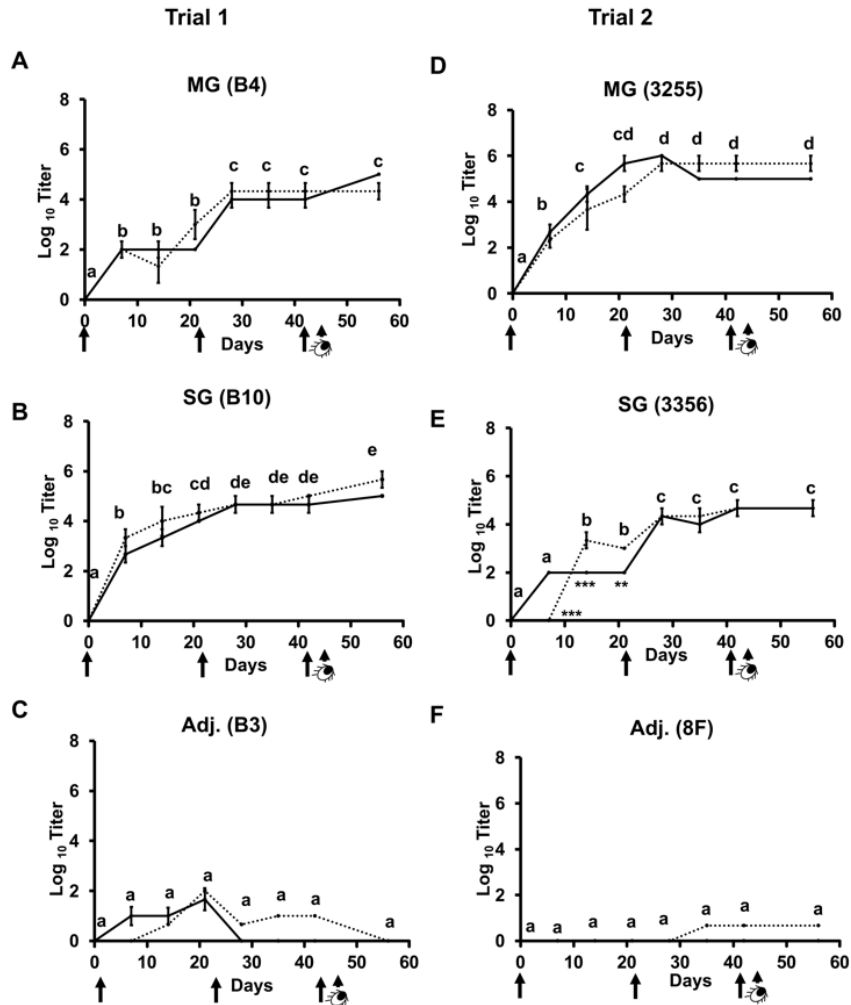 Trial 1
Trial 2
A
MG (B4)
Log 10 Titer
8
6
4
2
0
a
b
b
b
c
c
c
c
0 10 20 30 40 50 60
Days
D
MG (3255)
Log 10 Titer
8
6
4
2
0
a
b
c
cd
d
d
d
d
0 10 20 30 40 50 60
Days
B
SG (B10)
Log 10 Titer
8
6
4
2
0
a
b
bc
cd
de
de
de
e
0 10 20 30 40 50 60
Days
E
SG (3356)
Log 10 Titer
8
6
4
2
0
a
a
b
b
c
c
c
c
*** **
***
0 10 20 30 40 50 60
Days
C
Adj. (B3)
Log 10 Titer
8
6
4
2
0
a
a
a
a
a
a
a
a
0 10 20 30 40 50 60
Days
F
Adj. (8F)
Log 10 Titer
8
6
4
2
0
a
a
a
a
a
a
a
a
0 10 20 30 40 50 60
Days